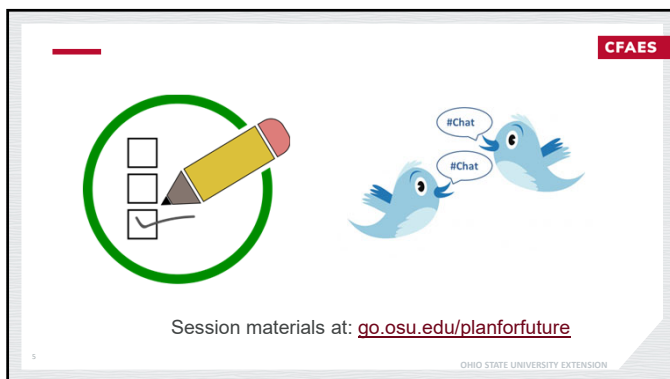 CFAES
#Chat
#Chat
Session materials at: go.osu.edu/planforfuture
5
OHIO STATE UNIVERSITY EXTENSION